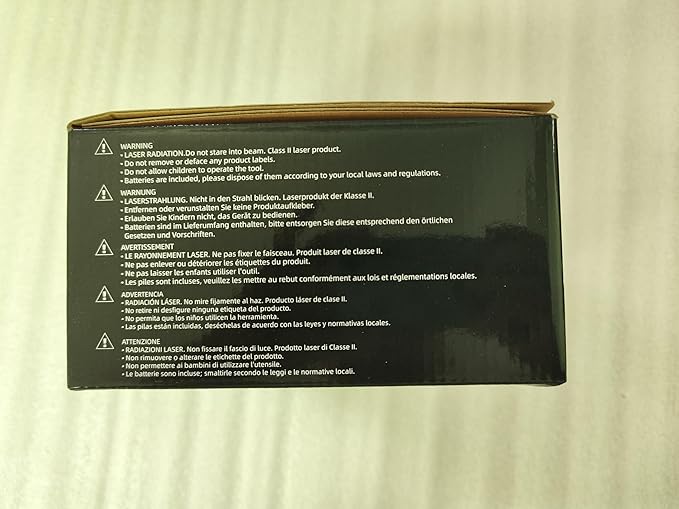 WARNING
- LASER RADIATION.Do not stare into beam. Class II laser product.
- Do not remove or deface any product labels.
- Do not allow children to operate the tool.
- Batteries are included, please dispose of them according to your local laws and regulations.
WARNUNG
- LASERSTRAHLUNG. Nicht in den Strahl blicken. Laserprodukt der Klasse II.
- Entfernen oder verunstalten Sie keine Produktaufkleber.
- Erlauben Sie Kindern nicht, das Gerät zu bedienen.
- Batterien sind im Lieferumfang enthalten, bitte entsorgen Sie diese entsprechend den örtlichen
Gesetzen und Vorschriften.
AVERTISSEMENT
- LE RAYONNEMENT LASER. Ne pas fixer le faisceau. Produit laser de classe II.
- Ne pas enlever ou détériorer les étiquettes du produit.
- Ne pas laisser les enfants utiliser l'outil.
- Les piles sont incluses, veuillez les mettre au rebut conformément aux lois et réglementations locales.
ADVERTENCIA
- RADIACIÓN LÁSER. No mire fijamente al haz. Producto láser de clase II.
- No retire ni desfigure ninguna etiqueta del producto.
- No permita que los niños utilicen la herramienta.
- Las pilas están incluidas, deséchelas de acuerdo con las leyes y normativas locales.
ATTENZIONE
- RADIAZIONI LASER. Non fissare il fascio di luce. Prodotto laser di Classe II.
- Non rimuovere o alterare le etichette del prodotto.
- Non permettere ai bambini di utilizzare l'utensile.
- Le batterie sono incluse; smaltirle secondo le leggi e le normative locali.